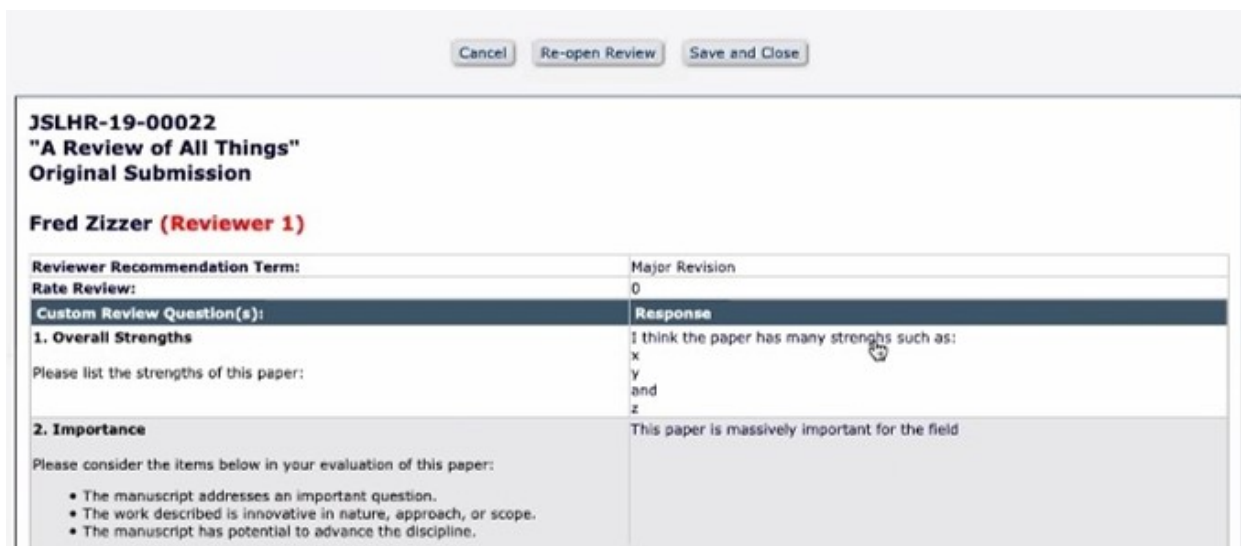 Cancel Re-open Review Save and Close
JSLHR-19-00022
"A Review of All Things"
Original Submission
Fred Zizzer (Reviewer 1)
Reviewer Recommendation Term: Major Revision
Rate Review: 0
Custom Review Question(s): Response
1. Overall Strengths
Please list the strengths of this paper:
I think the paper has many strenghs such as:
x
y
and
z
2. Importance
Please consider the items below in your evaluation of this paper:
• The manuscript addresses an important question.
• The work described is innovative in nature, approach, or scope.
• The manuscript has potential to advance the discipline.
This paper is massively important for the field